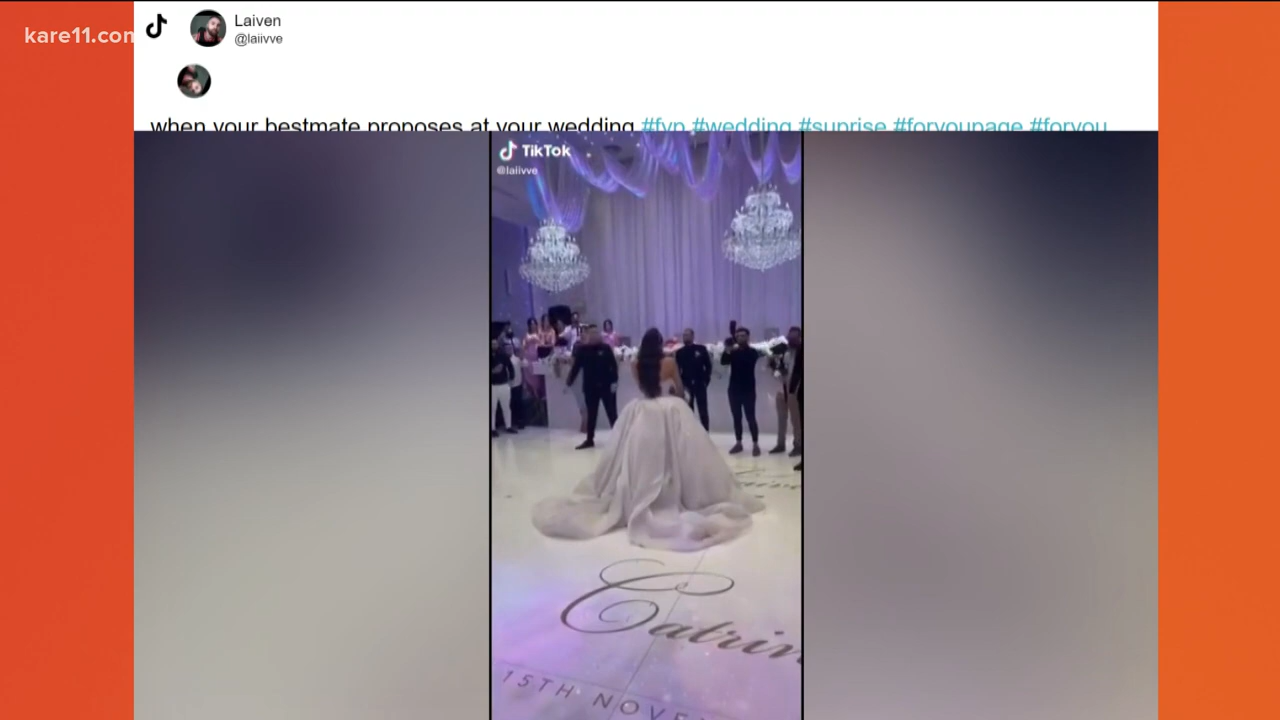 kare11.com
Laiven
@laiivve
when your bestmate proposes at your wedding #fyp #wedding #suprise #foryoupage #foryou
TikTok
@laiivve
Catrin
15TH NOVE